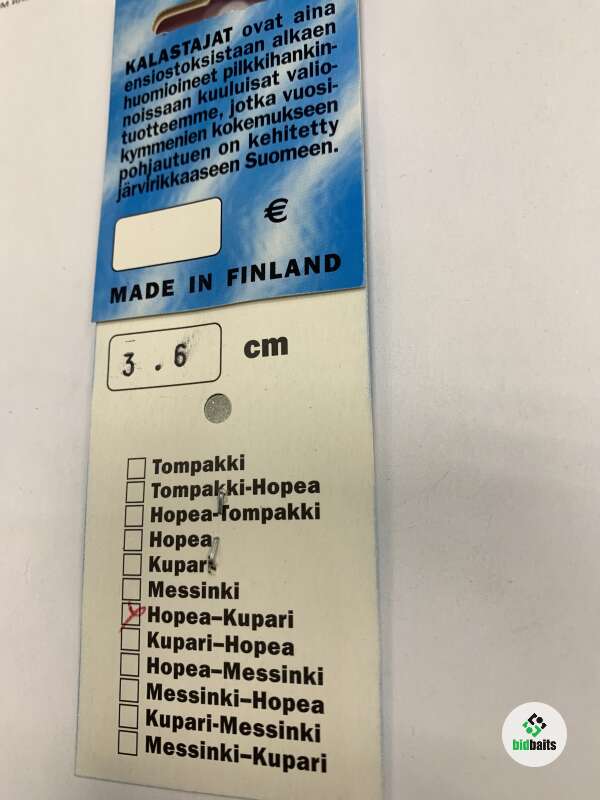 KALASTAJAT ovat aina
ensiostoksistaan alkaen
huomioineet pilkkihankin-
noissaan kuuluisat valio-
tuotteemme, jotka vuosi-
kymmenien kokemukseen
pohjautuen on kehitetty
järvirikkaaseen Suomeen.
€
MADE IN FINLAND
3.6 cm
Tompakki
Tompakki-Hopea
Hopea-Tompakki
Hopea
Kupari
Messinki
Hopea–Kupari
Kupari–Hopea
Hopea–Messinki
Messinki–Hopea
Kupari-Messinki
Messinki–Kupari
bidbaits